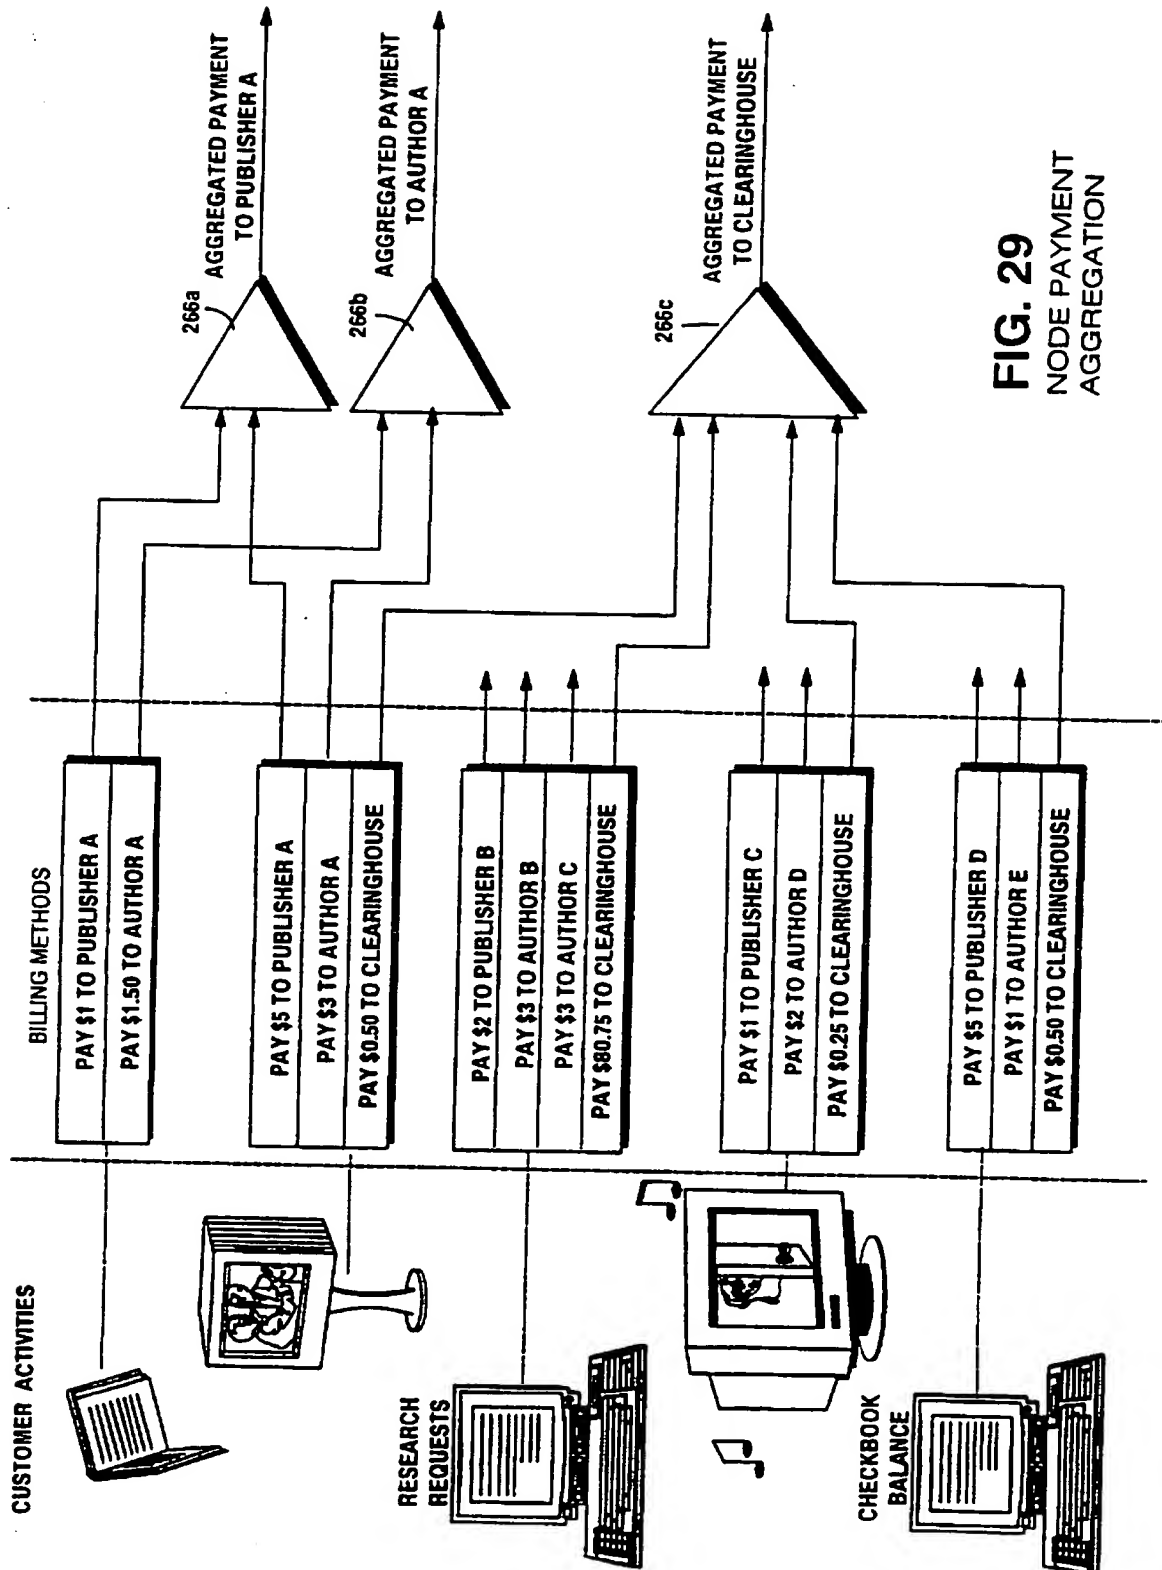 CUSTOMER ACTIVITIES
BILLING METHODS
PAY $1 TO PUBLISHER A
PAY $1.50 TO AUTHOR A
PAY $5 TO PUBLISHER A
PAY $3 TO AUTHOR A
PAY $0.50 TO CLEARINGHOUSE
RESEARCH
REQUESTS
PAY $2 TO PUBLISHER B
PAY $3 TO AUTHOR B
PAY $3 TO AUTHOR C
PAY $80.75 TO CLEARINGHOUSE
PAY $1 TO PUBLISHER C
PAY $2 TO AUTHOR D
PAY $0.25 TO CLEARINGHOUSE
CHECKBOOK
BALANCE
PAY $5 TO PUBLISHER D
PAY $1 TO AUTHOR E
PAY $0.50 TO CLEARINGHOUSE
266a
AGGREGATED PAYMENT
TO PUBLISHER A
266b
AGGREGATED PAYMENT
TO AUTHOR A
266c
AGGREGATED PAYMENT
TO CLEARINGHOUSE
FIG. 29
NODE PAYMENT
AGGREGATION